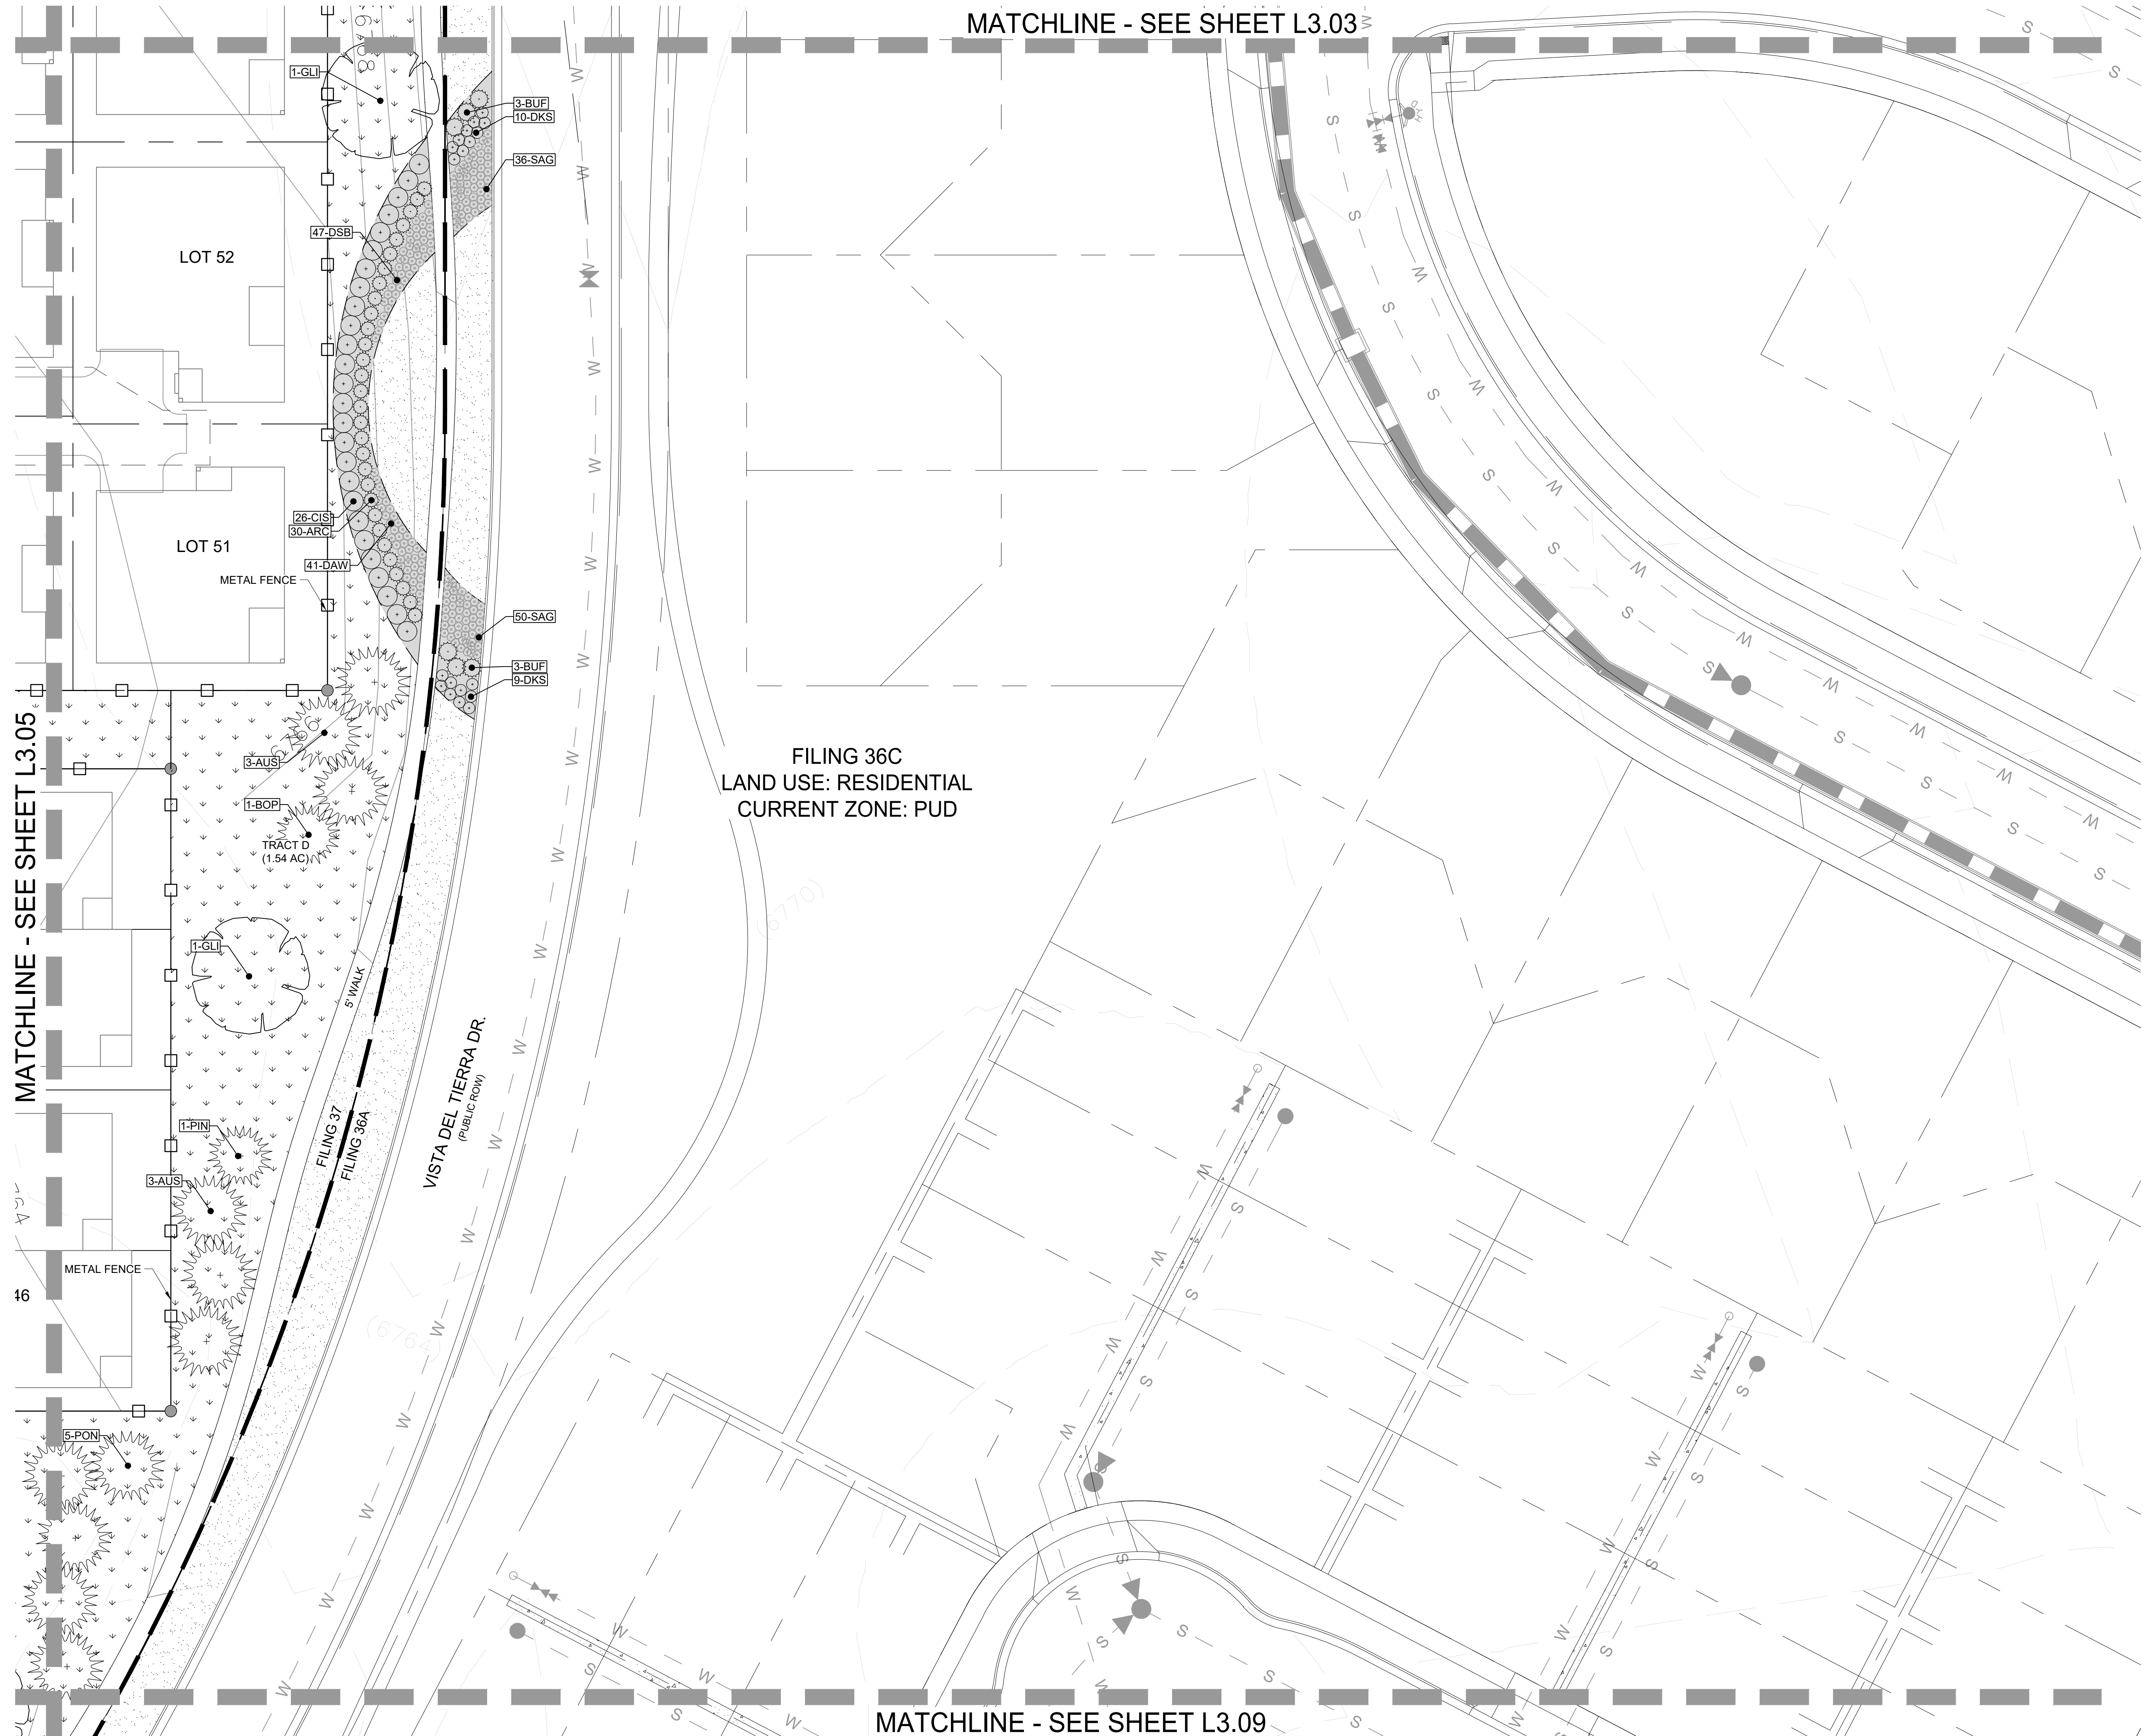 MATCHLINE - SEE SHEET L3.03
1-GLI
3-BUF
10-DKS
36-SAG
47-DSB
LOT 52
26-CIS
30-ARC
LOT 51
41-DAW
METAL FENCE
50-SAG
3-BUF
9-DKS
MATCHLINE - SEE SHEET L3.05
3-AUS
1-BOP
TRACT D
(1.54 AC)
FILING 36C
LAND USE: RESIDENTIAL
CURRENT ZONE: PUD
(6770)
1-GLI
5' WALK
VISTA DEL TIERRA DR.
(PUBLIC ROW)
1-PIN
FILING 37
FILING 36A
3-AUS
METAL FENCE
46
(6764)
5-PON
HYD
W
S
MATCHLINE - SEE SHEET L3.09